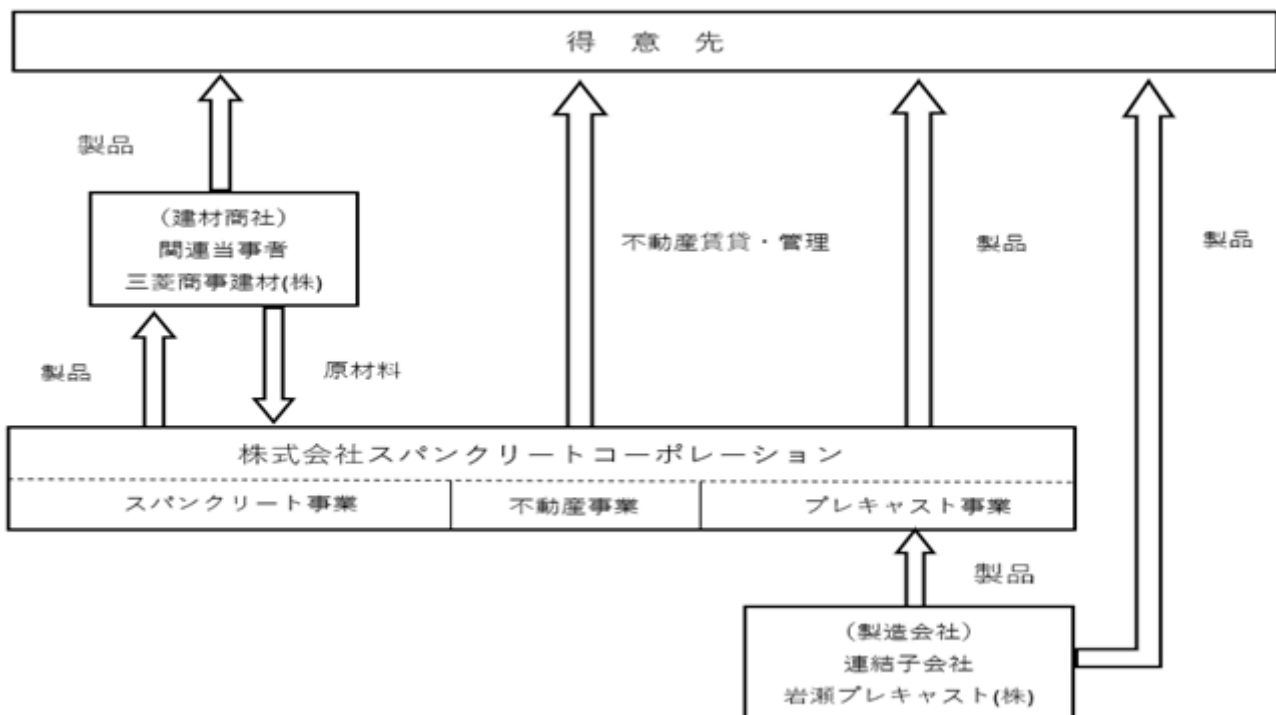 得意先
製品
(建材商社)
関連当事者
三菱商事建材(株)
不動産賃貸・管理
製品
製品
製品
原材料
株式会社スパンクリートコーポレーション
スパンクリート事業
不動産事業
プレキャスト事業
製品
(製造会社)
連結子会社
岩瀬プレキャスト(株)